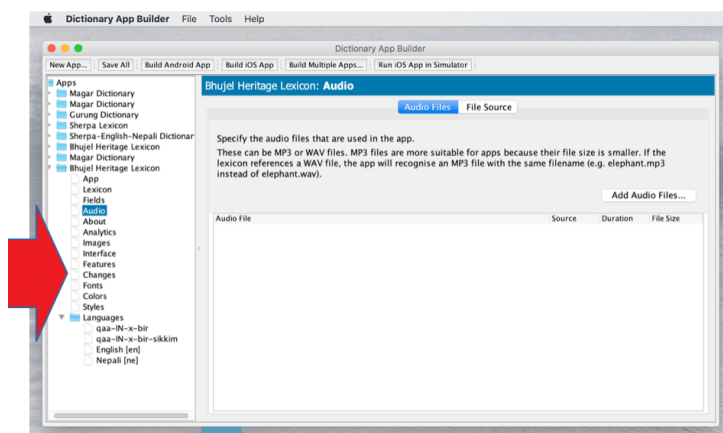 Dictionary App Builder File Tools Help
Dictionary App Builder
New App... Save All Build Android App Build iOS App Build Multiple Apps... Run iOS App in Simulator
Apps
Magar Dictionary
Magar Dictionary
Gurung Dictionary
Sherpa Lexicon
Sherpa-English-Nepali Dictionar
Bhujel Heritage Lexicon
Magar Dictionary
Bhujel Heritage Lexicon
App
Lexicon
Fields
Audio
About
Analytics
Images
Interface
Features
Changes
Fonts
Colors
Styles
Languages
qaa-IN-x-bir
qaa-IN-x-bir-sikkim
English [en]
Nepali [ne]
Bhujel Heritage Lexicon: Audio
Audio Files File Source
Specify the audio files that are used in the app.
These can be MP3 or WAV files. MP3 files are more suitable for apps because their file size is smaller. If the
lexicon references a WAV file, the app will recognise an MP3 file with the same filename (e.g. elephant.mp3
instead of elephant.wav).
Add Audio Files...
Audio File Source Duration File Size